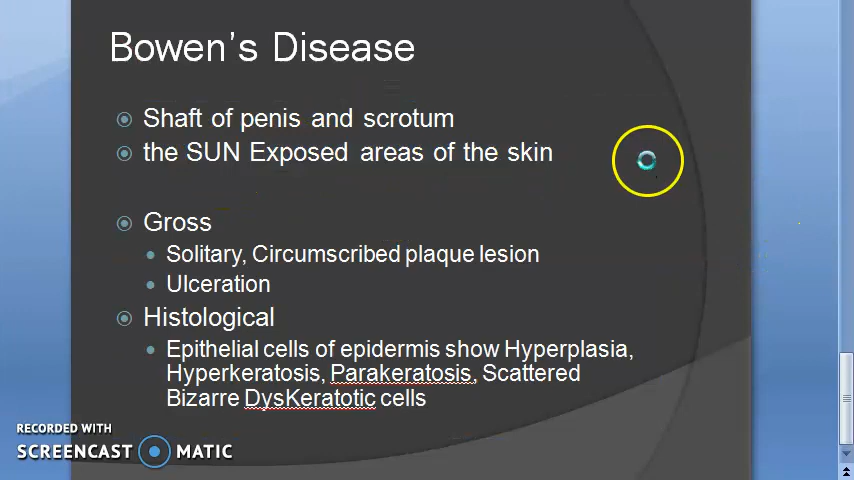 Bowen's Disease
Shaft of penis and scrotum
the SUN Exposed areas of the skin
Gross
Solitary, Circumscribed plaque lesion
Ulceration
Histological
Epithelial cells of epidermis show Hyperplasia,
Hyperkeratosis, Parakeratosis, Scattered
Bizarre DysKeratotic cells
RECORDED WITH
SCREENCAST MATIC